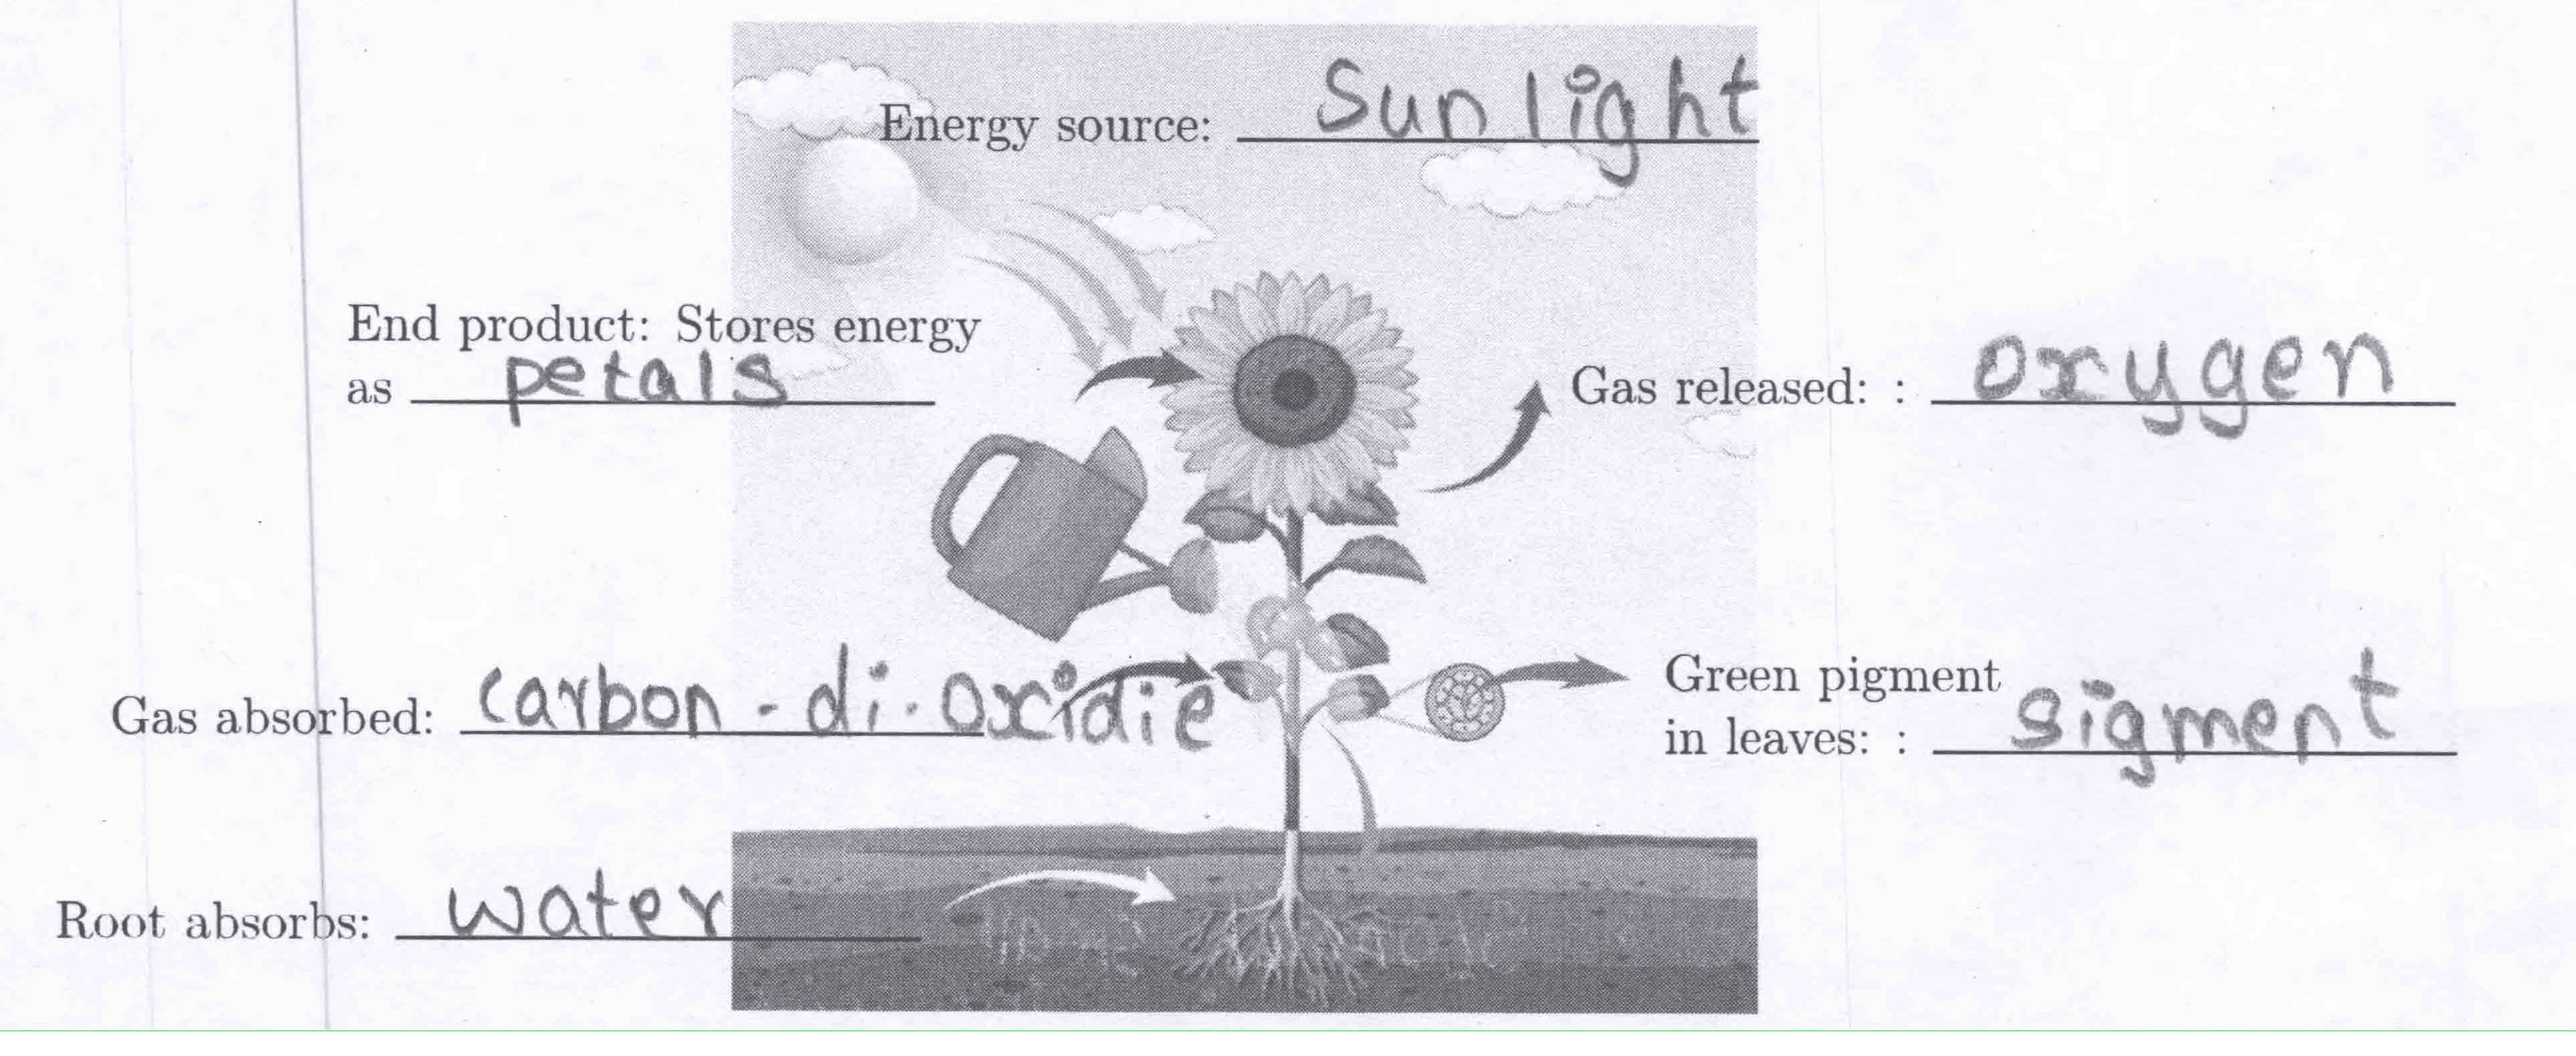 Energy source: Sunlight
End product: Stores energy
as petals
Gas released: : oxygen
Gas absorbed: carbon-di-oxidie
Green pigment
in leaves: : sigment
Root absorbs: water